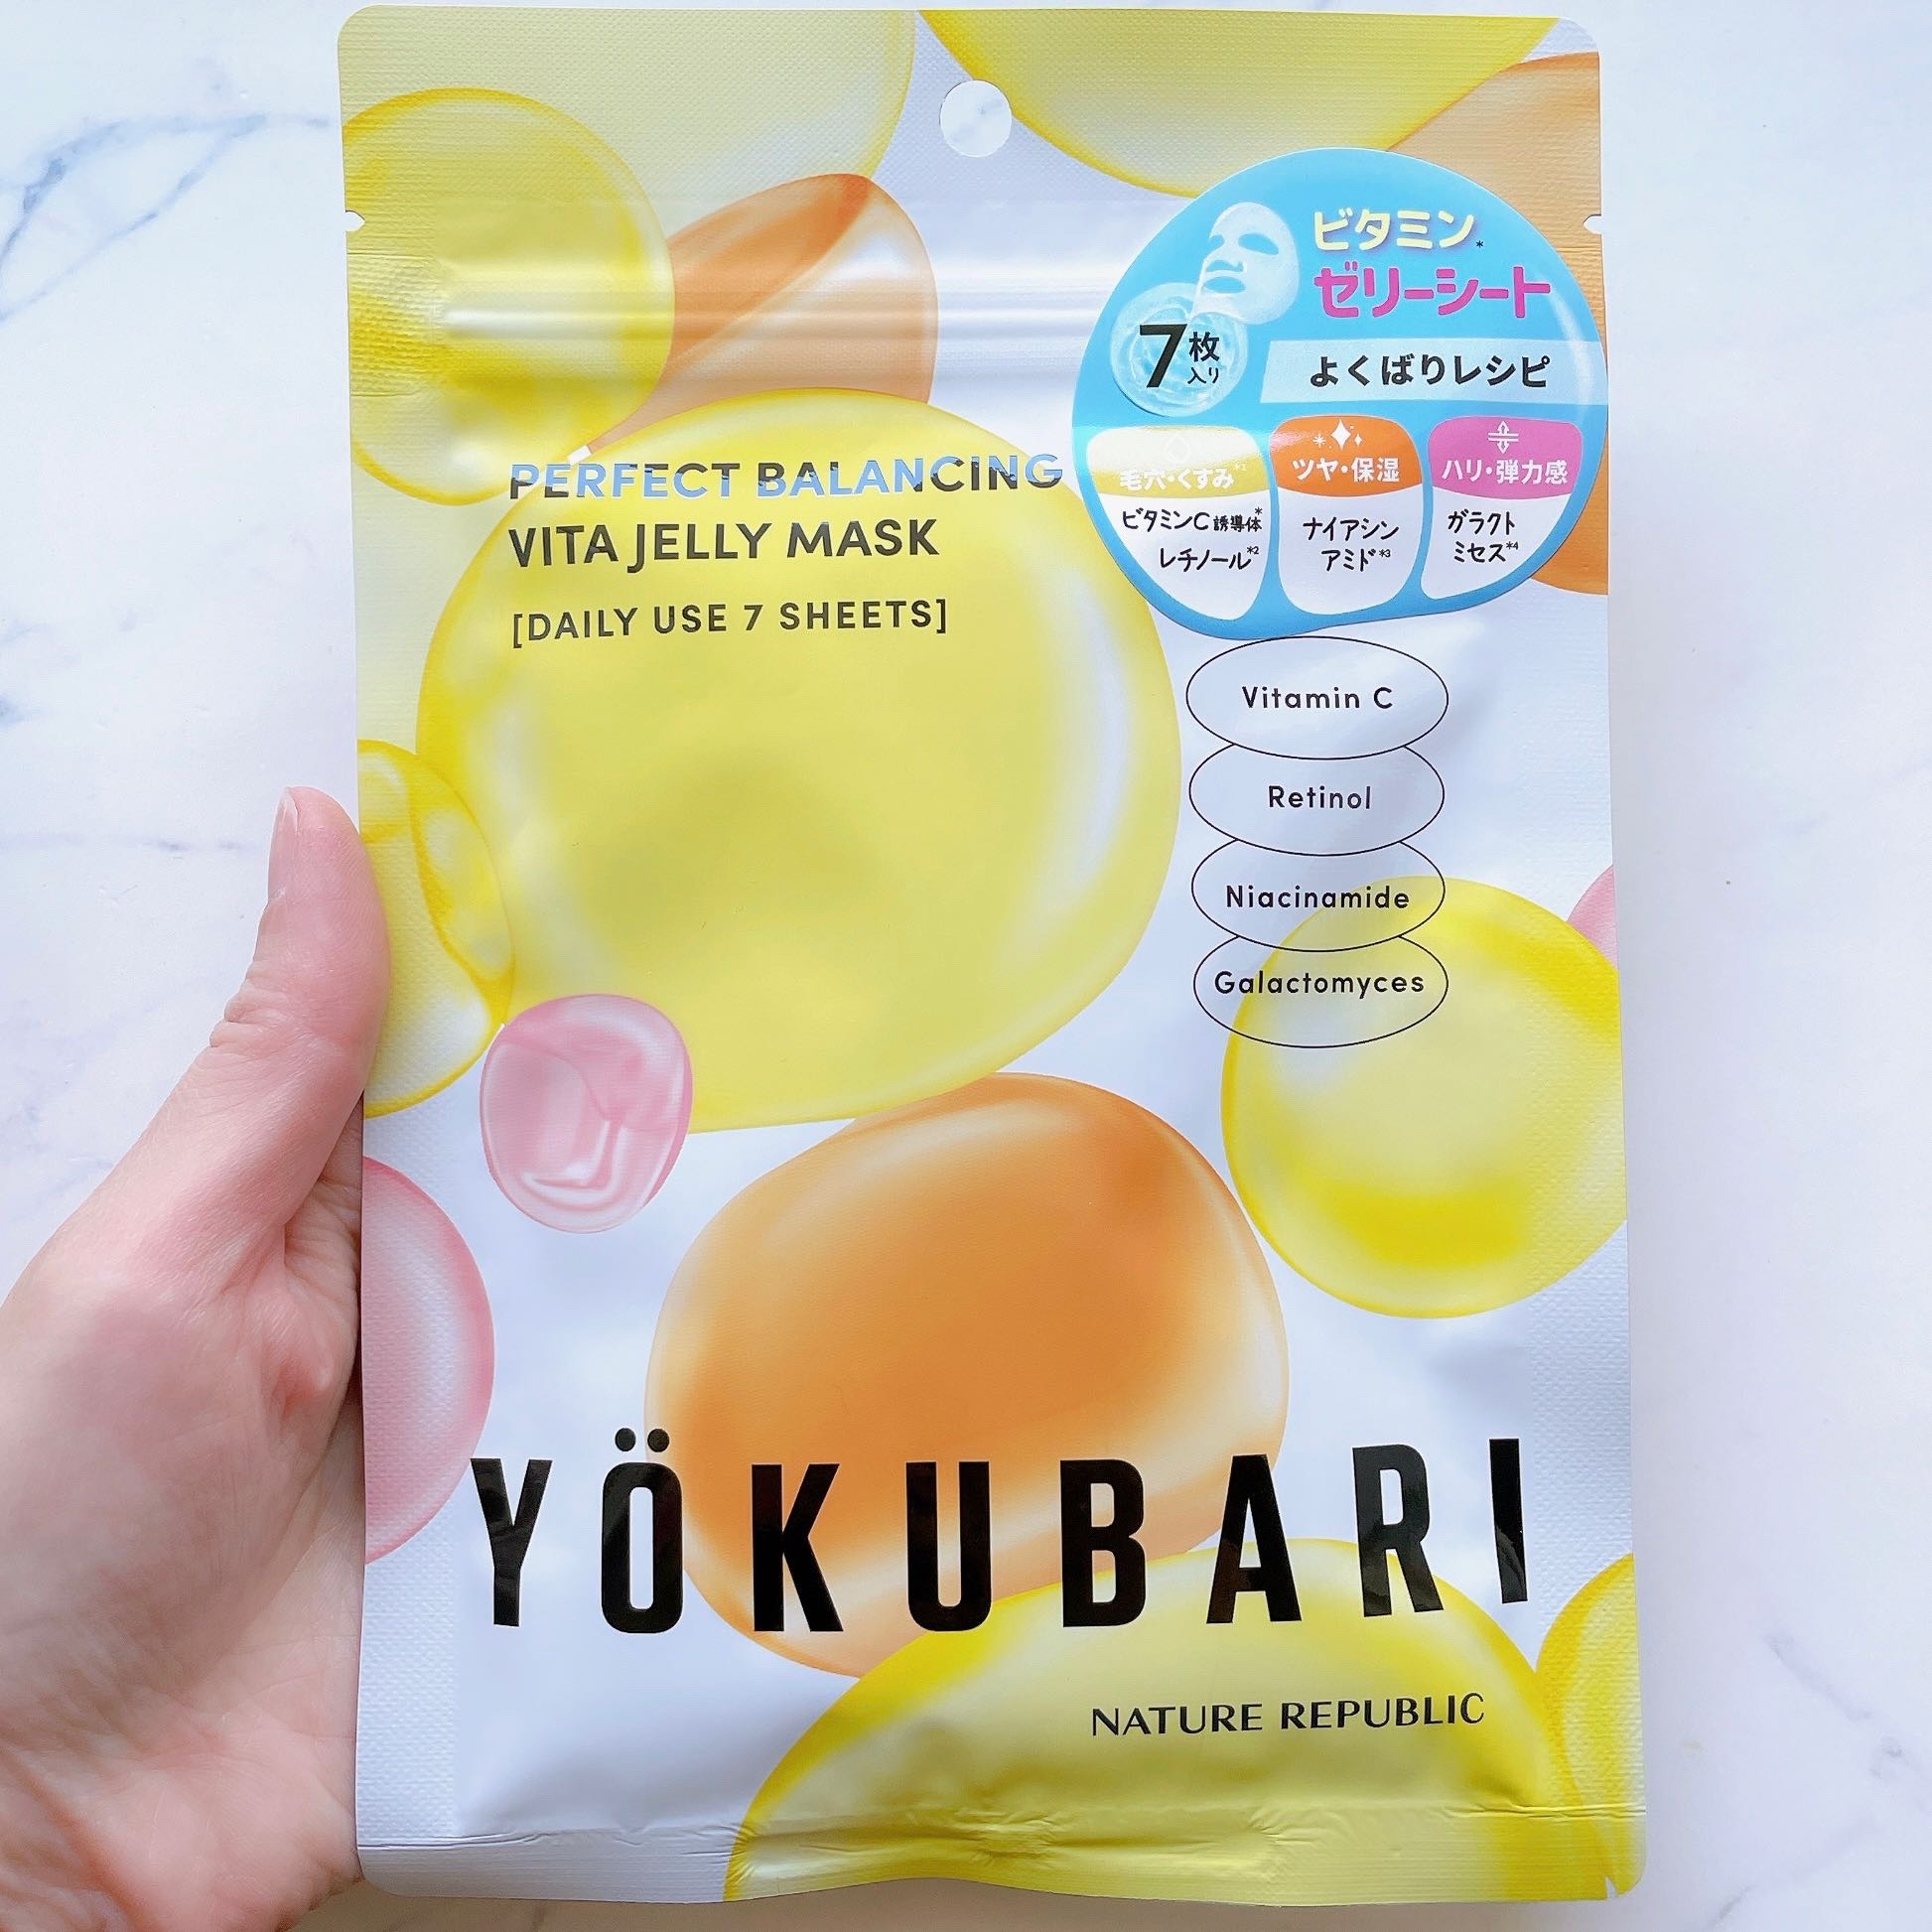 ビタミン*
ゼリーシート
7枚入り
よくばりレシピ
毛穴・くすみ*1
ツヤ・保湿
ハリ・弾力感
ビタミンC誘導体*
レチノール*2
ナイアシン
アミド*3
ガラクト
ミセス*4
PERFECT BALANCING
VITA JELLY MASK
[DAILY USE 7 SHEETS]
Vitamin C
Retinol
Niacinamide
Galactomyces
YÖKUBARI
NATURE REPUBLIC